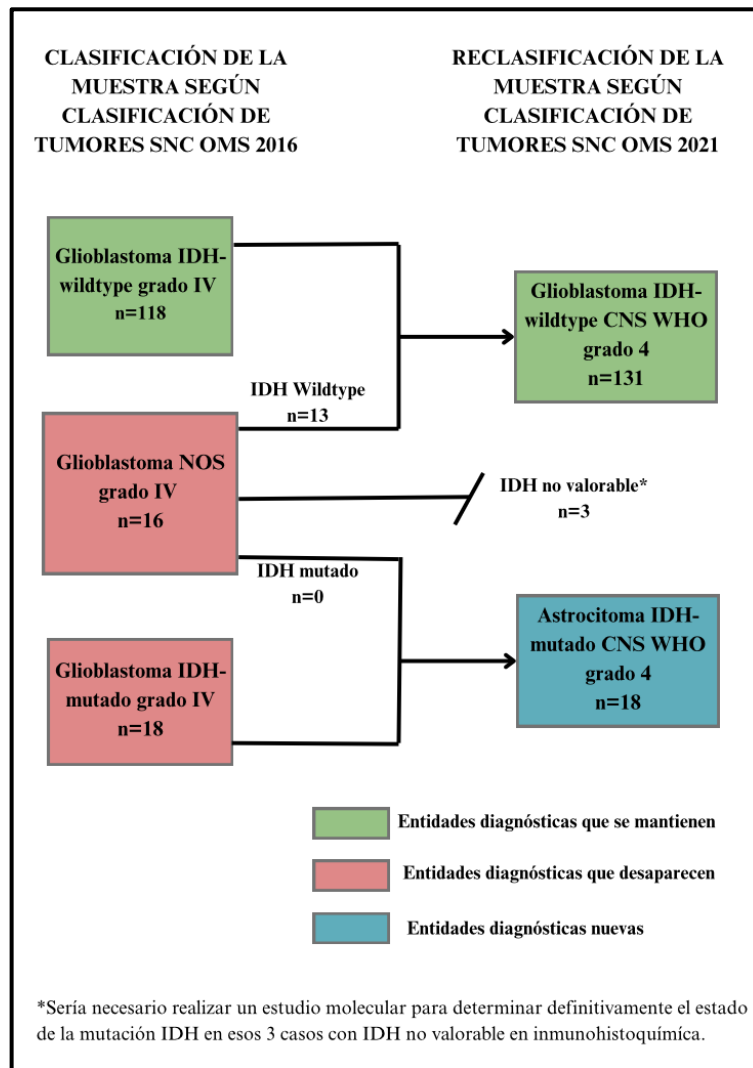 CLASIFICACIÓN DE LA
MUESTRA SEGÚN
CLASIFICACIÓN DE
TUMORES SNC OMS 2016
RECLASIFICACIÓN DE LA
MUESTRA SEGÚN
CLASIFICACIÓN DE
TUMORES SNC OMS 2021
Glioblastoma IDH-
wildtype grado IV
n=118
Glioblastoma IDH-
wildtype CNS WHO
grado 4
n=131
IDH Wildtype
n=13
Glioblastoma NOS
grado IV
n=16
IDH no valorable*
n=3
IDH mutado
n=0
Glioblastoma IDH-
mutado grado IV
n=18
Astrocitoma IDH-
mutado CNS WHO
grado 4
n=18
Entidades diagnósticas que se mantienen
Entidades diagnósticas que desaparecen
Entidades diagnósticas nuevas
*Sería necesario realizar un estudio molecular para determinar definitivamente el estado
de la mutación IDH en esos 3 casos con IDH no valorable en inmunohistoquímica.